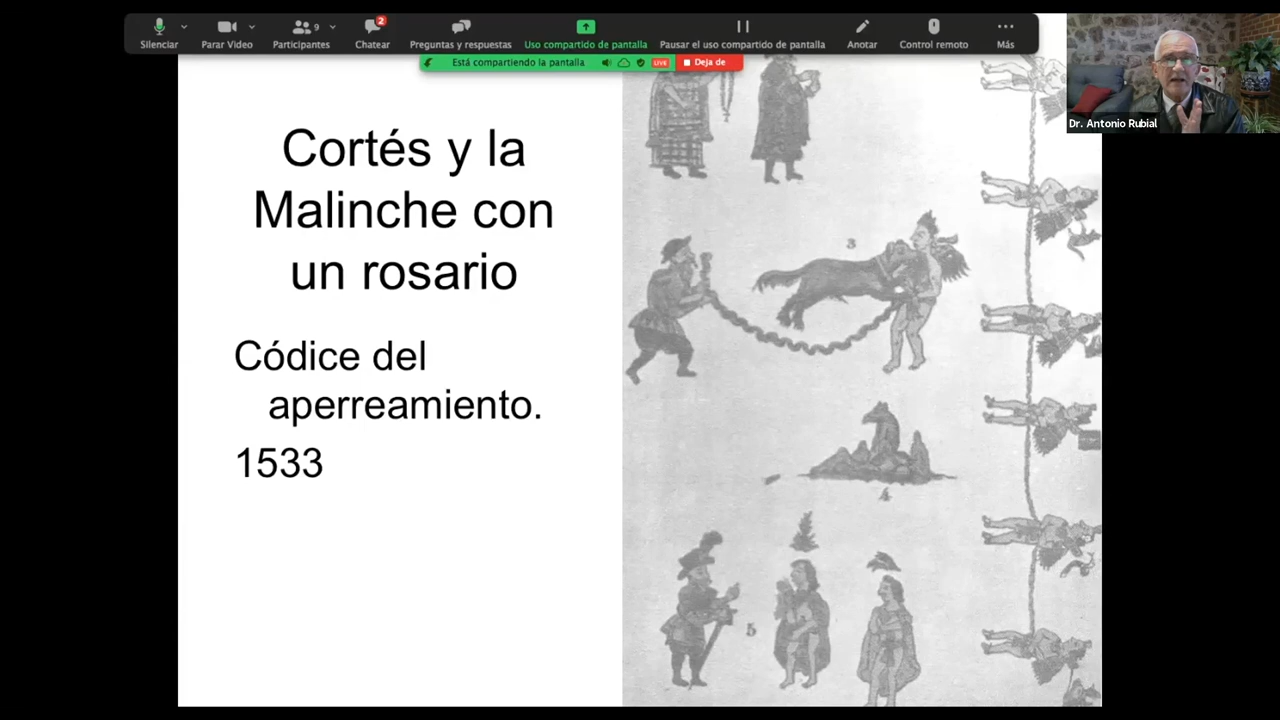 Silenciar
Parar Video
9
Participantes
2
Chatear
Preguntas y respuestas
Uso compartido de pantalla
Pausar el uso compartido de pantalla
Anotar
Control remoto
Más
Está compartiendo la pantalla
LIVE
Deja de
Dr. Antonio Rubial
Cortés y la
Malinche con
un rosario
Códice del
aperreamiento.
1533
3
4
5